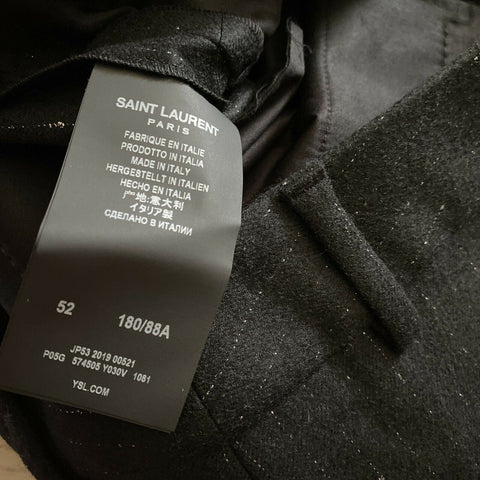 SAINT LAURENT
PARIS
FABRIQUE EN ITALIE
PRODOTTO IN ITALIA
MADE IN ITALY
HERGESTELLT IN ITALIEN
HECHO EN ITALIA
地:意大利
イタリア製
СДЕЛАНО В ИТАЛИИ
52 180/88A
JP53 2019 00521
P05G 574505 Y030V 1081
YSL.COM